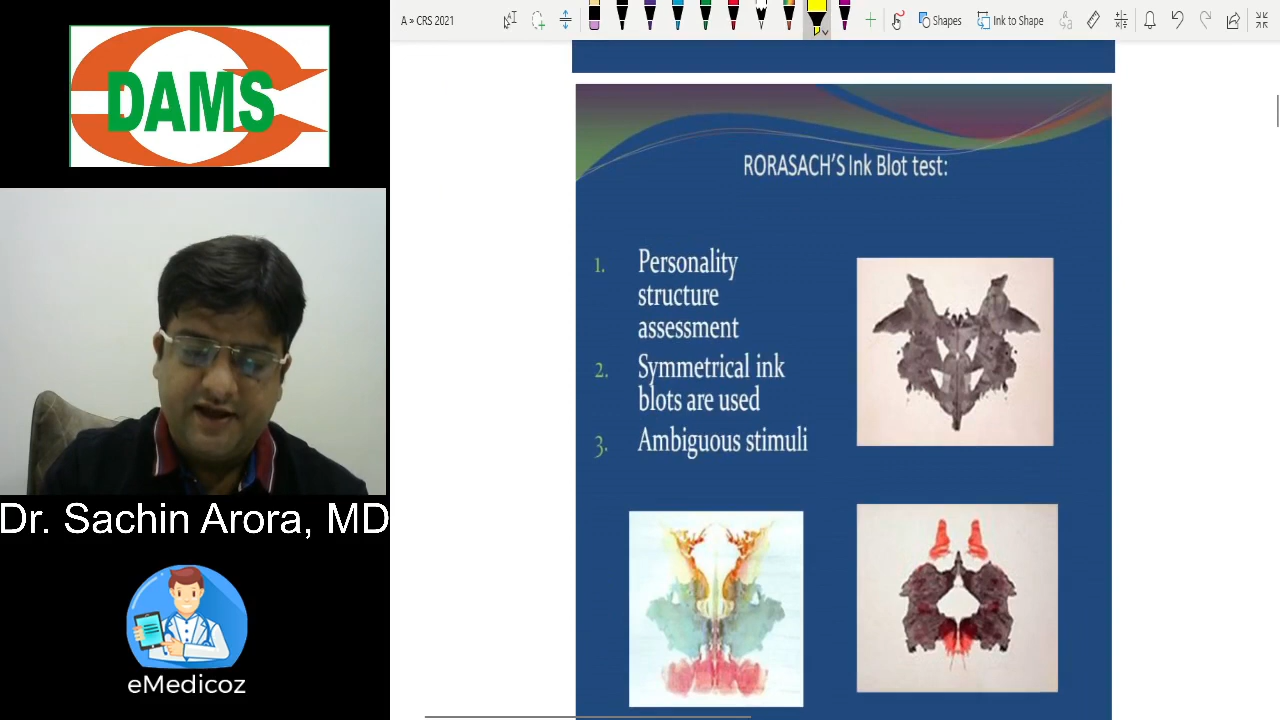 DAMS
Dr. Sachin Arora, MD
eMedicoz
A » CRS 2021
Shapes
Ink to Shape
RORASACH'S Ink Blot test:
1. Personality
structure
assessment
2. Symmetrical ink
blots are used
3. Ambiguous stimuli